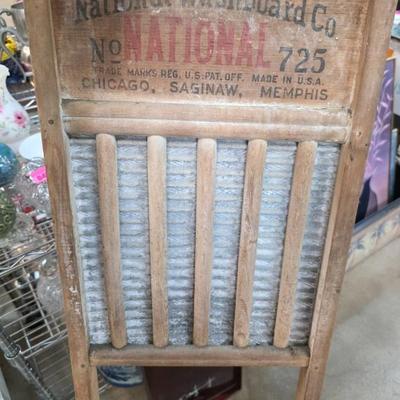 National Washboard Co
No NATIONAL 725
TRADE MARKS REG. U.S. PAT. OFF. MADE IN U.S.A.
CHICAGO, SAGINAW, MEMPHIS